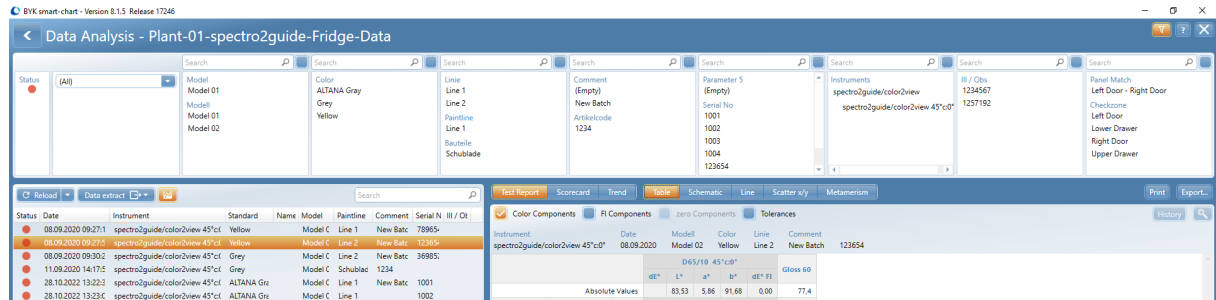 BYK smart-chart - Version 8.1.5 Release 17246
Data Analysis - Plant-01-spectro2guide-Fridge-Data
Search Search Search Search Search Search Search Search
Status (All) Model Color Linie Comment Parameter 5 Instruments Ill / Obs Panel Match
Model 01 ALTANA Gray Line 1 (Empty) (Empty) spectro2guide/color2view 1234567 Left Door - Right Door
Modell Grey Line 2 New Batch Serial No spectro2guide/color2view 45°c:0° 1257192 Checkzone
Model 01 Yellow Paintline Artikelcode 1001 Left Door
Model 02 Line 1 1234 1002 Lower Drawer
Bauteile 1003 Right Door
Schublade 1004 Upper Drawer
123654
Reload Data extract Search
Status Date Instrument Standard Name Model Paintline Comment Serial N Ill / Ob
08.09.2020 09:27:1 spectro2guide/color2view 45°c:( Yellow Model C Line 1 New Batc 78965
08.09.2020 09:27:5 spectro2guide/color2view 45°c:( Yellow Model C Line 2 New Batc 12365
08.09.2020 09:30:2 spectro2guide/color2view 45°c:( Grey Model C Line 2 New Batc 36985
11.09.2020 14:17:5 spectro2guide/color2view 45°c:( Grey Model C Schublad 1234
28.10.2022 13:22:3 spectro2guide/color2view 45°c:( ALTANA Gra Model C Line 1 New Batc 1001
28.10.2022 13:23:0 spectro2guide/color2view 45°c:( ALTANA Gra Model C Line 1 1002
Test Report Scorecard Trend Table Schematic Line Scatter x/y Metamerism Print Export...
Color Components Fl Components zero Components Tolerances History
Instrument Date Modell Color Linie Comment
spectro2guide/color2view 45°c:0° 08.09.2020 Model 02 Yellow Line 2 New Batch 123654
D65/10 45°c:0° Gloss 60
dE* L* a* b* dE* Fl
Absolute Values 83,53 5,86 91,68 0,00 77,4